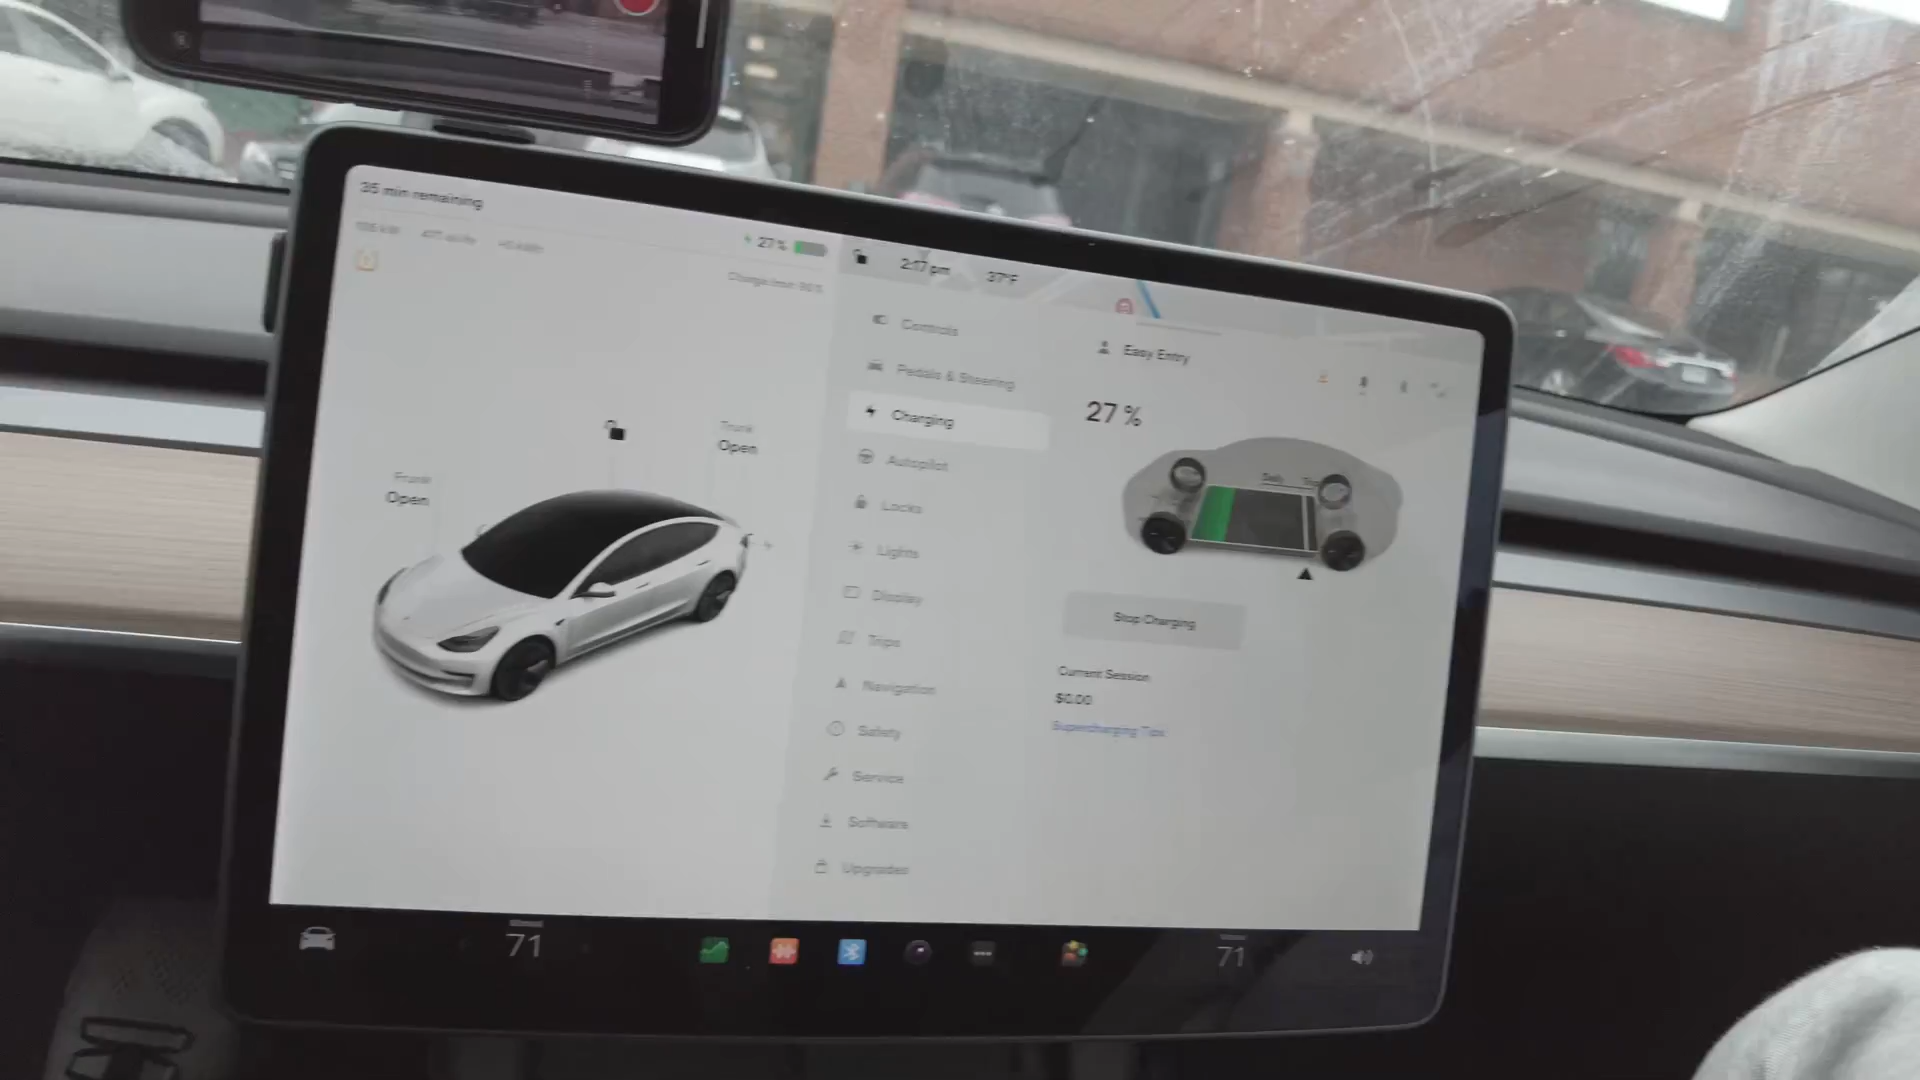 35 min remaining
27 %
2:17 pm
37°F
Controls
Easy Entry
Pedals & Steering
27 %
Charging
Trunk
Open
Autopilot
Frunk
Open
Locks
Lights
Display
Stop Charging
Trips
Current Session
Navigation
$0.00
Supercharging Tips
Safety
Service
Software
Upgrades
71
71